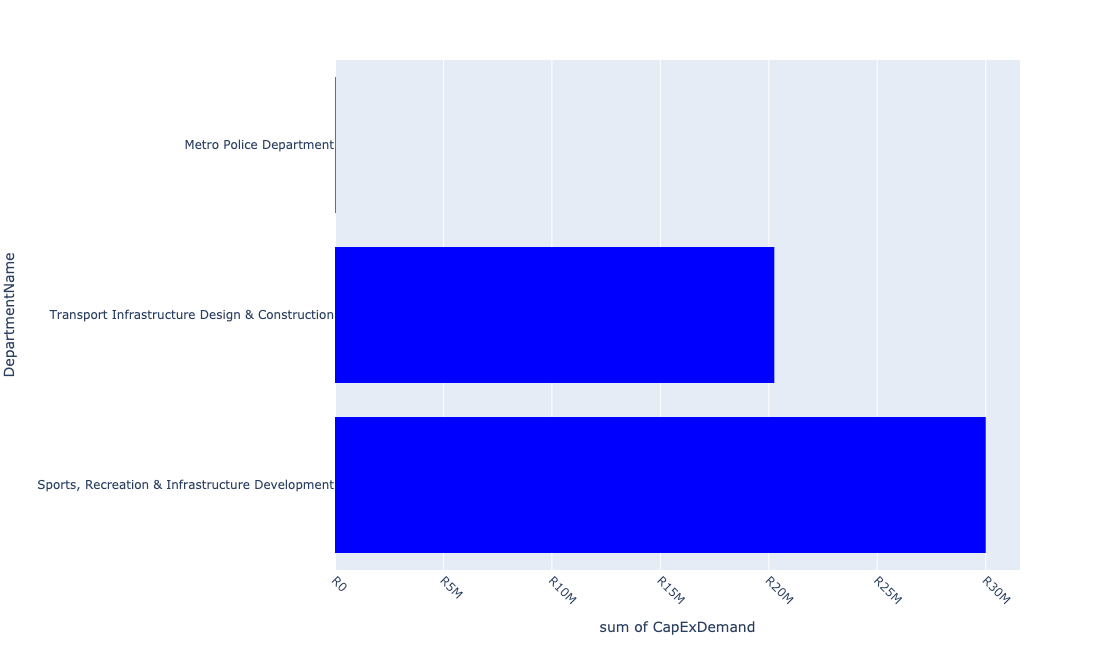 Metro Police Department
Transport Infrastructure Design & Construction
Sports, Recreation & Infrastructure Development
DepartmentName
R0
R5M
R10M
R15M
R20M
R25M
R30M
sum of CapExDemand